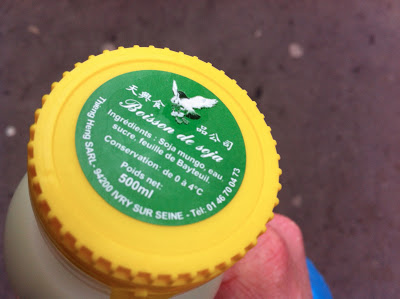 天興食 品公司
Boisson de soja
Ingrédients : Soja mungo, eau,
sucre, feuille de Bayteuil.
Conservation: de 0 à 4°C
Poids net:
500ml
Thieng Heng SARL - 94200 IVRY SUR SEINE - Tél: 01 46 70 04 73